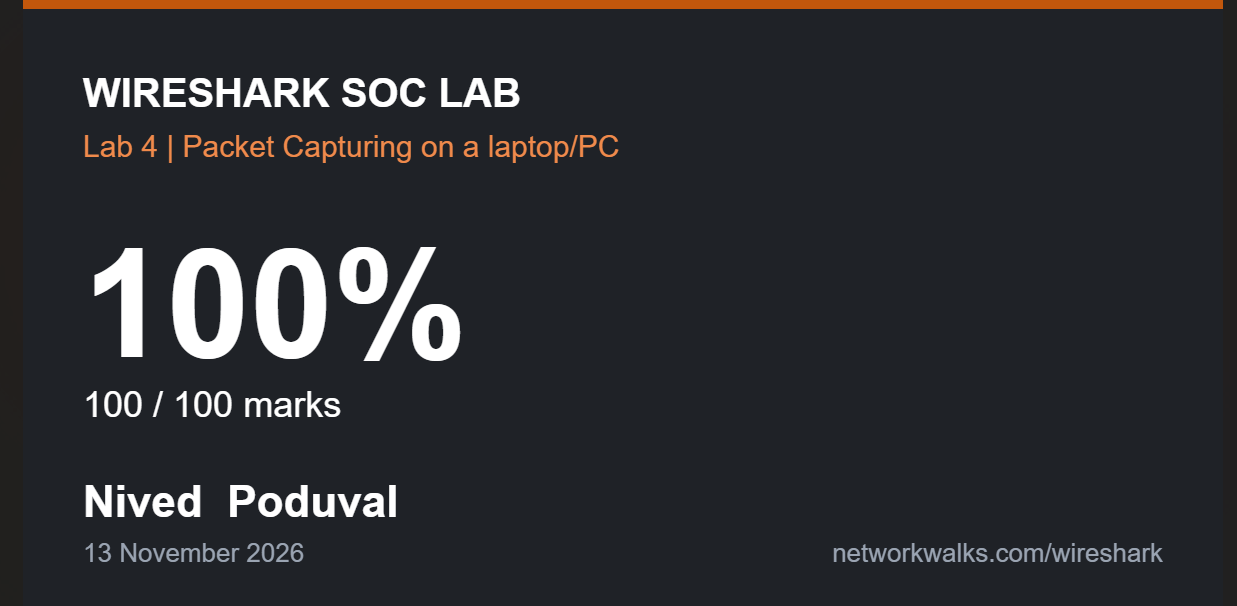 WIRESHARK SOC LAB
Lab 4 | Packet Capturing on a laptop/PC
100%
100 / 100 marks
Nived  Poduval
13 November 2026
networkwalks.com/wireshark